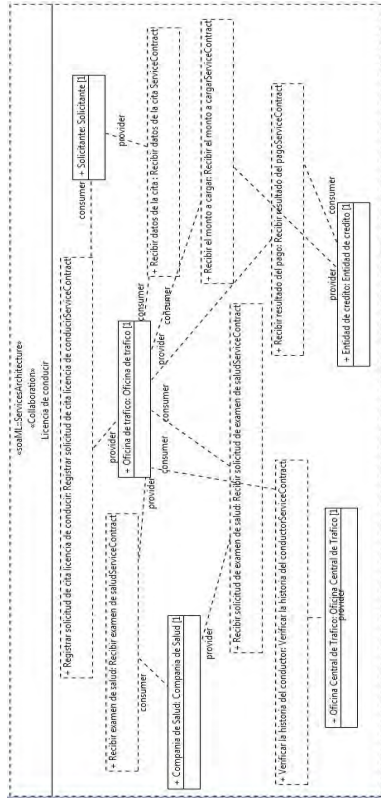 «soaML::ServicesArchitecture»
«Collaboration»
Licencia de conducir
+ Registrar solicitud de cita licencia de conducir: Registrar solicitud de cita licencia de conducirServiceContract
consumer
+ Solicitante: Solicitante [1
provider
provider
+ Recibir examen de salud: Recibir examen de saludServiceContract
+ Oficina de trafico: Oficina de trafico [1
consumer
+ Recibir datos de la cita : Recibir datos de la cita ServiceContract
provider
provider
consumer
consumer
consumer
consumer
+ Compania de Salud: Compania de Salud [1
provider
+ Recibir el monto a cargar: Recibir el monto a cargarServiceContract
+ Recibir solicitud de examen de salud: Recibir solicitud de examen de saludServiceContract
+ Recibir resultado del pago: Recibir resultado del pagoServiceContract
+ Verificar la historia del conductor: Verificar la historia del conductorServiceContract
provider
consumer
+ Oficina Central de Trafico: Oficina Central de Trafico [1
provider
+ Entidad de credito: Entidad de credito [1